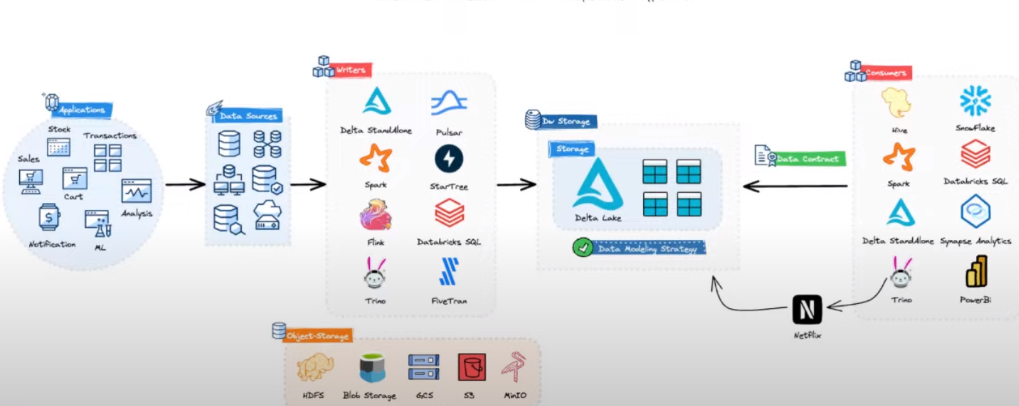 Applications
Stock
Transactions
Sales
Cart
Analysis
Notification
ML
Data Sources
Writers
Delta StandAlone
Pulsar
Spark
StarTree
Flink
Databricks SQL
Trino
FiveTran
Object-Storage
HDFS
Blob Storage
GCS
S3
MinIO
Dw Storage
Storage
Delta Lake
Data Modeling Strategy
Data Contract
N
Netflix
Consumers
Hive
SnowFlake
Spark
Databricks SQL
Delta StandAlone
Synapse Analytics
Trino
PowerBi